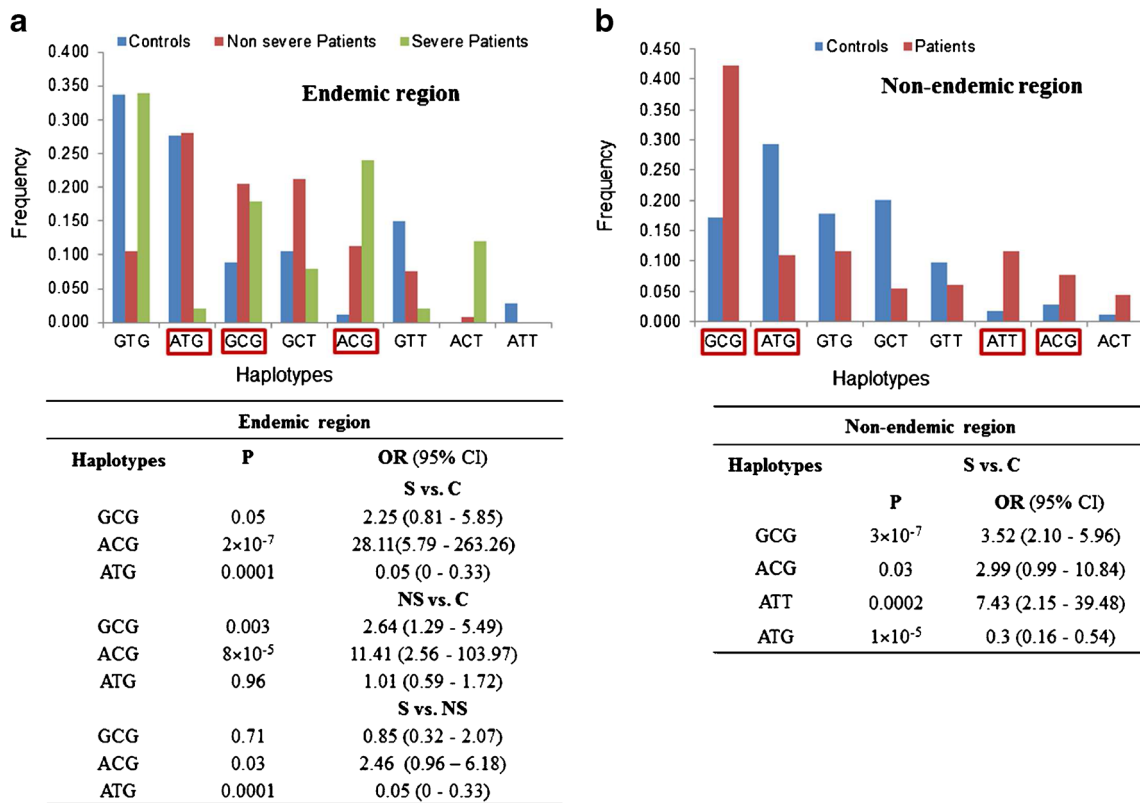 a
Controls Non severe Patients Severe Patients
Endemic region
Frequency
0.400
0.350
0.300
0.250
0.200
0.150
0.100
0.050
0.000
GTG ATG GCG GCT ACG GTT ACT ATT
Haplotypes
Endemic region
Haplotypes P OR (95% CI)
S vs. C
GCG 0.05 2.25 (0.81 - 5.85)
ACG 2×10-7 28.11(5.79 - 263.26)
ATG 0.0001 0.05 (0 - 0.33)
NS vs. C
GCG 0.003 2.64 (1.29 - 5.49)
ACG 8×10-5 11.41 (2.56 - 103.97)
ATG 0.96 1.01 (0.59 - 1.72)
S vs. NS
GCG 0.71 0.85 (0.32 - 2.07)
ACG 0.03 2.46 (0.96 – 6.18)
ATG 0.0001 0.05 (0 - 0.33)
b
Controls Patients
Non-endemic region
Frequency
0.450
0.400
0.350
0.300
0.250
0.200
0.150
0.100
0.050
0.000
GCG ATG GTG GCT GTT ATT ACG ACT
Haplotypes
Non-endemic region
Haplotypes S vs. C
P OR (95% CI)
GCG 3×10-7 3.52 (2.10 - 5.96)
ACG 0.03 2.99 (0.99 - 10.84)
ATT 0.0002 7.43 (2.15 - 39.48)
ATG 1×10-5 0.3 (0.16 - 0.54)